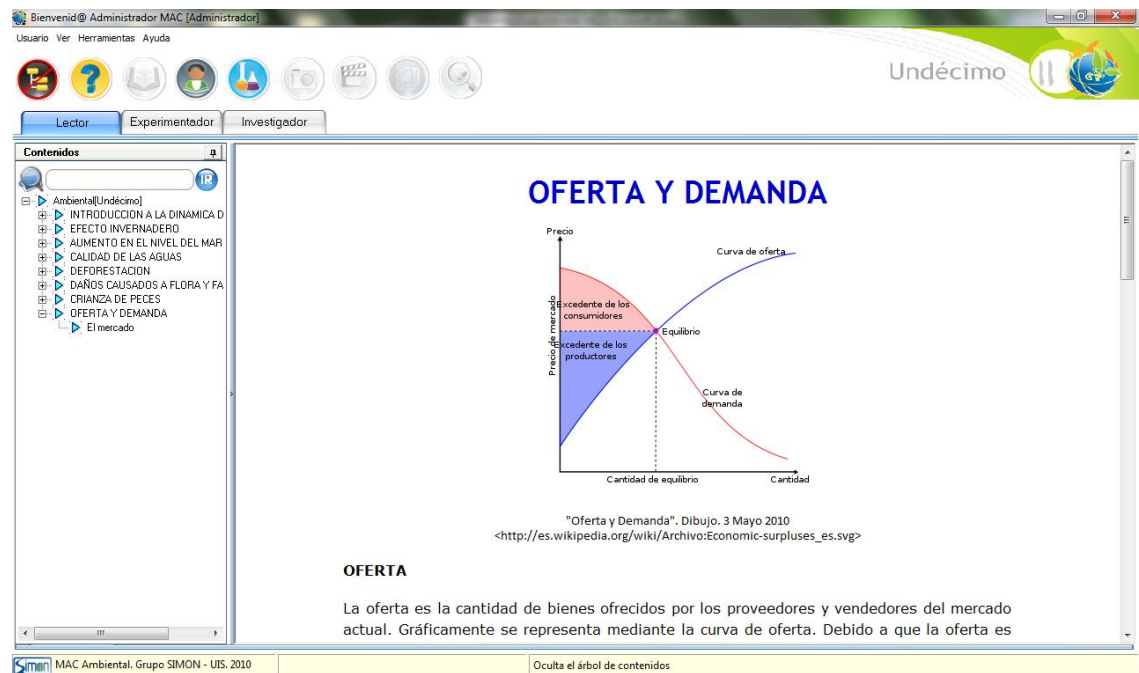 Bienvenid@ Administrador MAC [Administrador]
Usuario Ver Herramientas Ayuda
Undécimo
11
Lector Experimentador Investigador
Contenidos
IR
Ambiental[Undécimo]
INTRODUCCION A LA DINAMICA D
EFECTO INVERNADERO
AUMENTO EN EL NIVEL DEL MAR
CALIDAD DE LAS AGUAS
DEFORESTACION
DAÑOS CAUSADOS A FLORA Y FA
CRIANZA DE PECES
OFERTA Y DEMANDA
El mercado
OFERTA Y DEMANDA
Precio
Curva de oferta
Excedente de los
consumidores
Precio de mercado
Equilibrio
Excedente de los
productores
Curva de
demanda
Cantidad de equilibrio
Cantidad
"Oferta y Demanda". Dibujo. 3 Mayo 2010
<http://es.wikipedia.org/wiki/Archivo:Economic-surpluses_es.svg>
OFERTA
La oferta es la cantidad de bienes ofrecidos por los proveedores y vendedores del mercado
actual. Gráficamente se representa mediante la curva de oferta. Debido a que la oferta es
Simon MAC Ambiental. Grupo SIMON - UIS. 2010
Oculta el árbol de contenidos